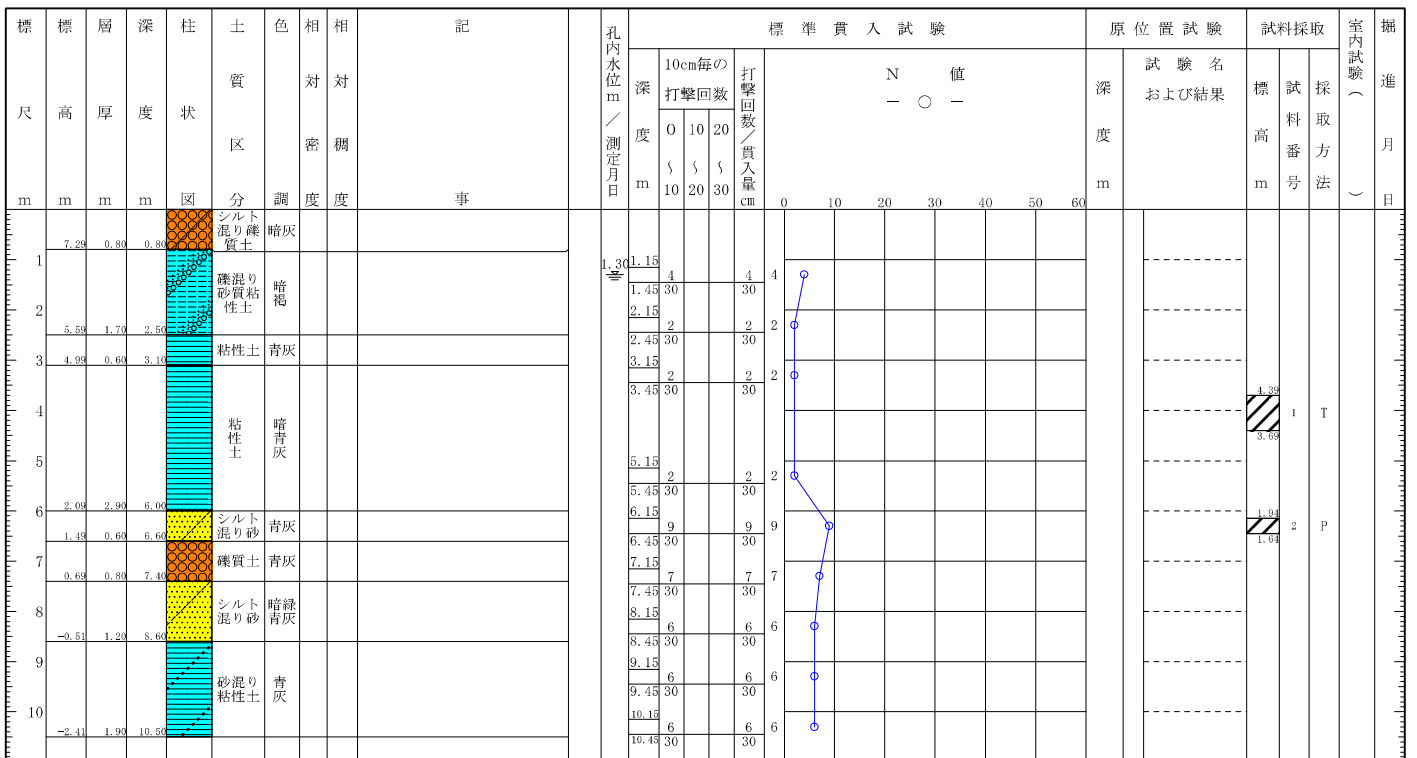 標尺m 標高m 層厚m 深度m 柱状図 土質区分 色調 相対密度 相対稠度 記事 孔内水位m/測定月日 標準貫入試験 原位置試験 試料採取 室内試験( ) 掘進月日
深度m 10cm毎の打撃回数 打撃回数/貫入量cm N値 深度m 試験名および結果 標高m 試料番号 採取方法
0〜10 10〜20 20〜30 ―○―
0 10 20 30 40 50 60
7.29 0.80 0.80 シルト混り礫質土 暗灰
5.59 1.70 2.50 礫混り砂質粘性土 暗褐
4.99 0.60 3.10 粘性土 青灰
2.09 2.90 6.00 粘性土 暗青灰
1.49 0.60 6.60 シルト混り砂 青灰
0.69 0.80 7.40 礫質土 青灰
-0.51 1.20 8.60 シルト混り砂 暗緑青灰
-2.41 1.90 10.50 砂混り粘性土 青灰
1
2
3
4
5
6
7
8
9
10
1.30
1.15 4 4 4
1.45 30 30
2.15 2 2 2
2.45 30 30
3.15 2 2 2
3.45 30 30
5.15 2 2 2
5.45 30 30
6.15 9 9 9
6.45 30 30
7.15 7 7 7
7.45 30 30
8.15 6 6 6
8.45 30 30
9.15 6 6 6
9.45 30 30
10.15 6 6 6
10.45 30 30
4.39
1 T
3.69
1.94
2 P
1.64